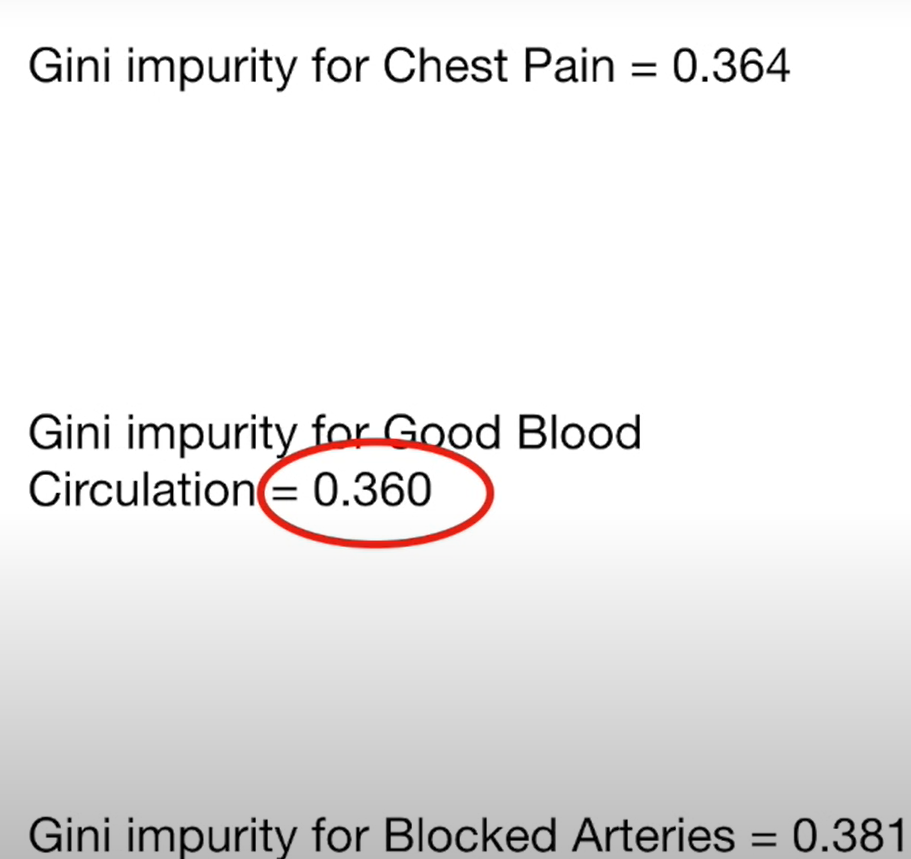 Gini impurity for Chest Pain = 0.364
Gini impurity for Good Blood
Circulation = 0.360
Gini impurity for Blocked Arteries = 0.381